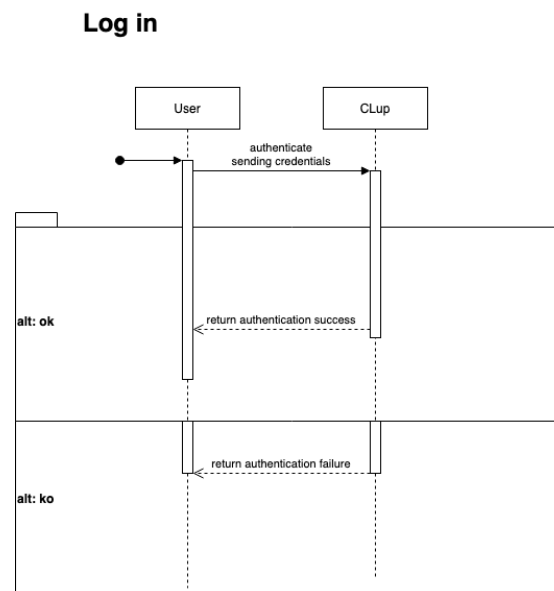 Log in
User
CLup
authenticate
sending credentials
alt: ok
return authentication success
return authentication failure
alt: ko